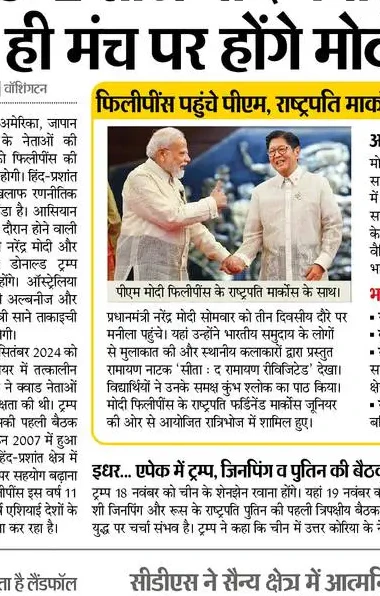 ही मंच पर होंगे
वॉशिंगटन
अमेरिका, जापान
के नेताओं की
फिलीपींस की
होगी। हिंद-प्रशांत
खिलाफ रणनीतिक
है। आसियान
दौरान होने वाली
नरेंद्र मोदी और
डोनाल्ड ट्रम्प
होंगे। ऑस्ट्रेलिया
अल्बनीज और
साने ताकाइची
सितंबर 2024 को
में तत्कालीन
ने क्वाड नेताओं
की थी। ट्रम्प
पहली बैठक
2007 में हुआ
हिंद-प्रशांत क्षेत्र में
पर सहयोग बढ़ाना
इस वर्ष 11
एशियाई देशों के
कर रहा है।
फिलीपींस पहुंचे पीएम, राष्ट्रपति
पीएम मोदी फिलीपींस के राष्ट्रपति मार्कोस के साथ।
प्रधानमंत्री नरेंद्र मोदी सोमवार को तीन दिवसीय दौरे पर
मनीला पहुंचे। यहां उन्होंने भारतीय समुदाय के लोगों
से मुलाकात की और स्थानीय कलाकारों द्वारा प्रस्तुत
रामायण नाटक 'सीता : द रामायण रीविजिटेड' देखा।
विद्यार्थियों ने उनके समक्ष कुंभ श्लोक का पाठ किया।
मोदी फिलीपींस के राष्ट्रपति फर्डिनेंड मार्कोस जूनियर
की ओर से आयोजित रात्रिभोज में शामिल हुए।
इधर... एपेक में ट्रम्प, जिनपिंग व पुतिन की बैठक
ट्रम्प 18 नवंबर को चीन के शेनझेन रवाना होंगे। यहां 19 नवंबर
शी जिनपिंग और रूस के राष्ट्रपति पुतिन की पहली त्रिपक्षीय बैठक
युद्ध पर चर्चा संभव है। ट्रम्प ने कहा कि चीन में उत्तर कोरिया के
है लैंडफॉल
सीडीएस ने सैन्य क्षेत्र में